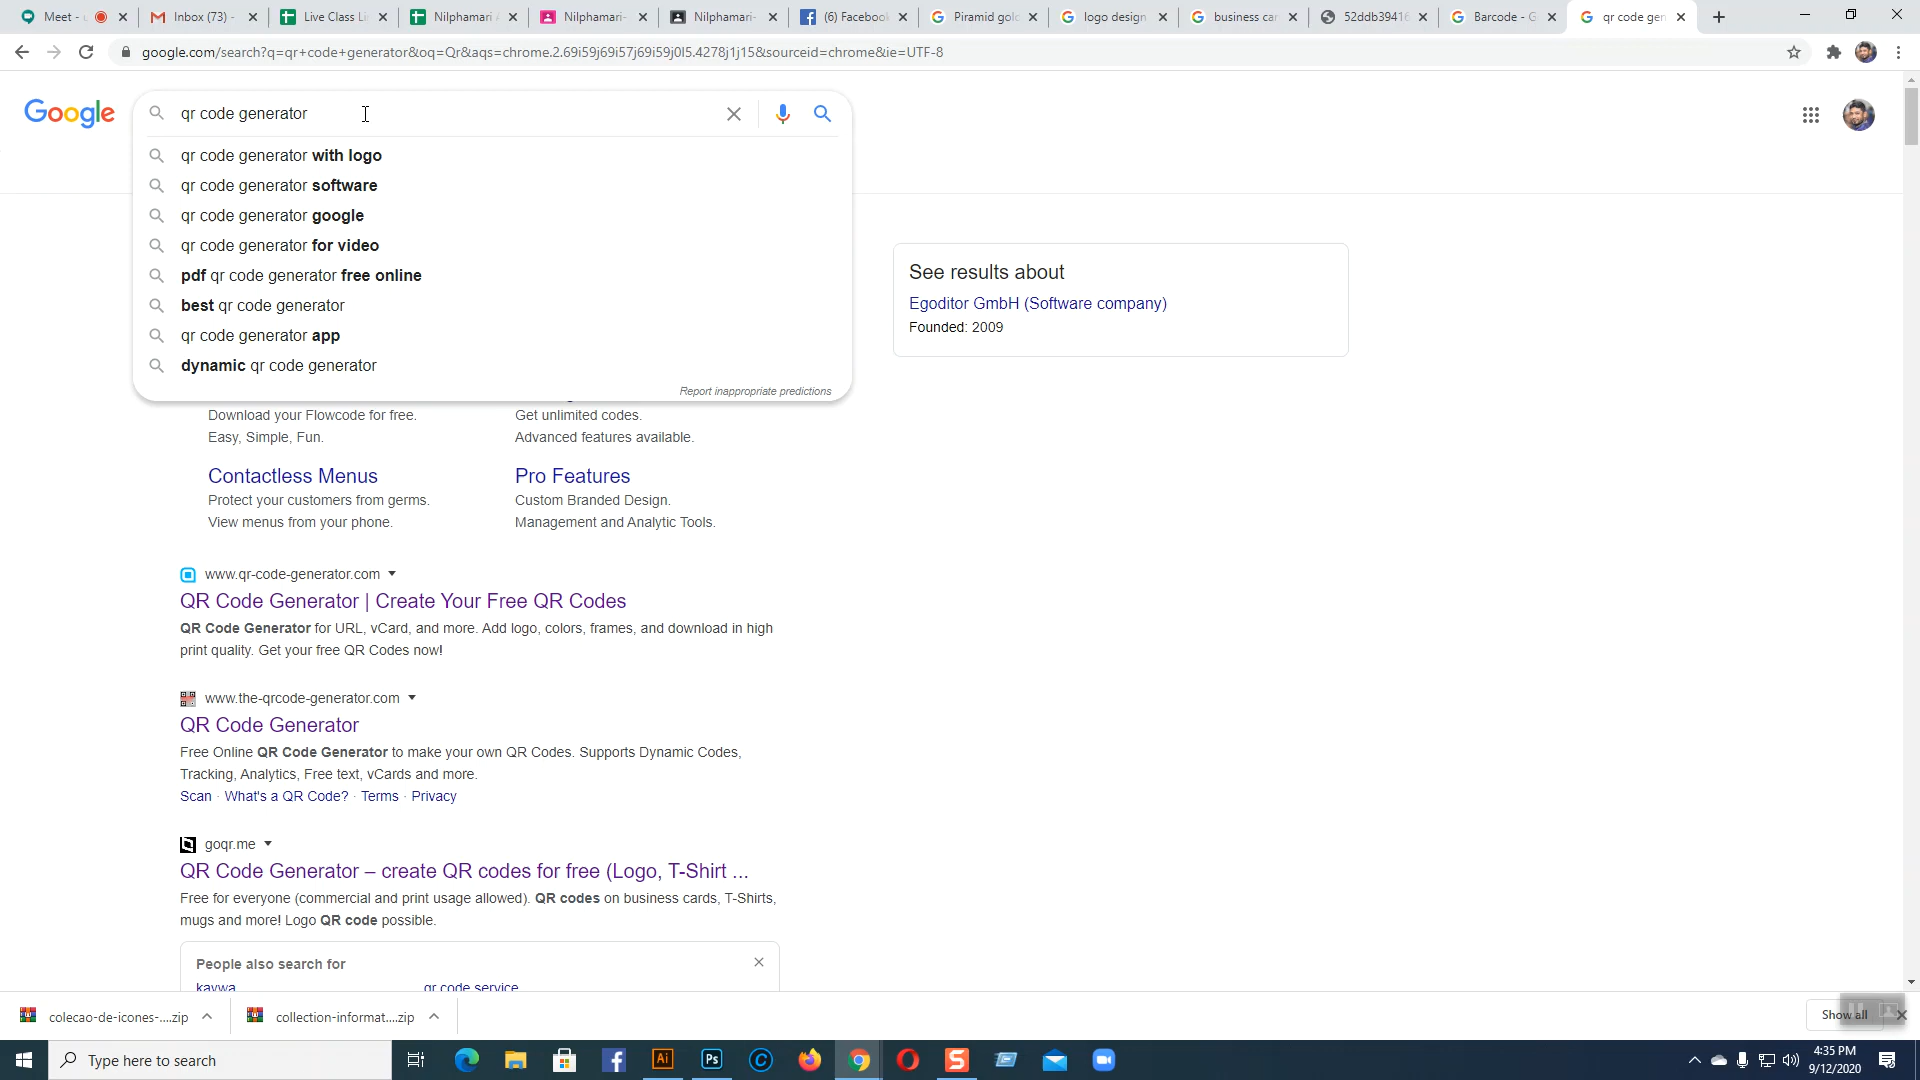 Meet -
Inbox (73) -
Live Class Li
Nilphamari
Nilphamari-
Nilphamari-
(6) Facebook
Piramid gold
logo design
business car
52ddb39416
Barcode - G
qr code gen
google.com/search?q=qr+code+generator&oq=Qr&aqs=chrome.2.69i59j69i57j69i59j0l5.4278j1j15&sourceid=chrome&ie=UTF-8
Google
qr code generator
qr code generator with logo
qr code generator software
qr code generator google
qr code generator for video
pdf qr code generator free online
best qr code generator
qr code generator app
dynamic qr code generator
Report inappropriate predictions
See results about
Egoditor GmbH (Software company)
Founded: 2009
Download your Flowcode for free.
Easy, Simple, Fun.
Get unlimited codes.
Advanced features available.
Contactless Menus
Protect your customers from germs.
View menus from your phone.
Pro Features
Custom Branded Design.
Management and Analytic Tools.
www.qr-code-generator.com
QR Code Generator | Create Your Free QR Codes
QR Code Generator for URL, vCard, and more. Add logo, colors, frames, and download in high
print quality. Get your free QR Codes now!
www.the-qrcode-generator.com
QR Code Generator
Free Online QR Code Generator to make your own QR Codes. Supports Dynamic Codes,
Tracking, Analytics, Free text, vCards and more.
Scan · What's a QR Code? · Terms · Privacy
goqr.me
QR Code Generator – create QR codes for free (Logo, T-Shirt ...
Free for everyone (commercial and print usage allowed). QR codes on business cards, T-Shirts,
mugs and more! Logo QR code possible.
People also search for
kaywa
qr code service
colecao-de-icones-....zip
collection-informat....zip
Show all
Type here to search
Ai
Ps
4:35 PM
9/12/2020